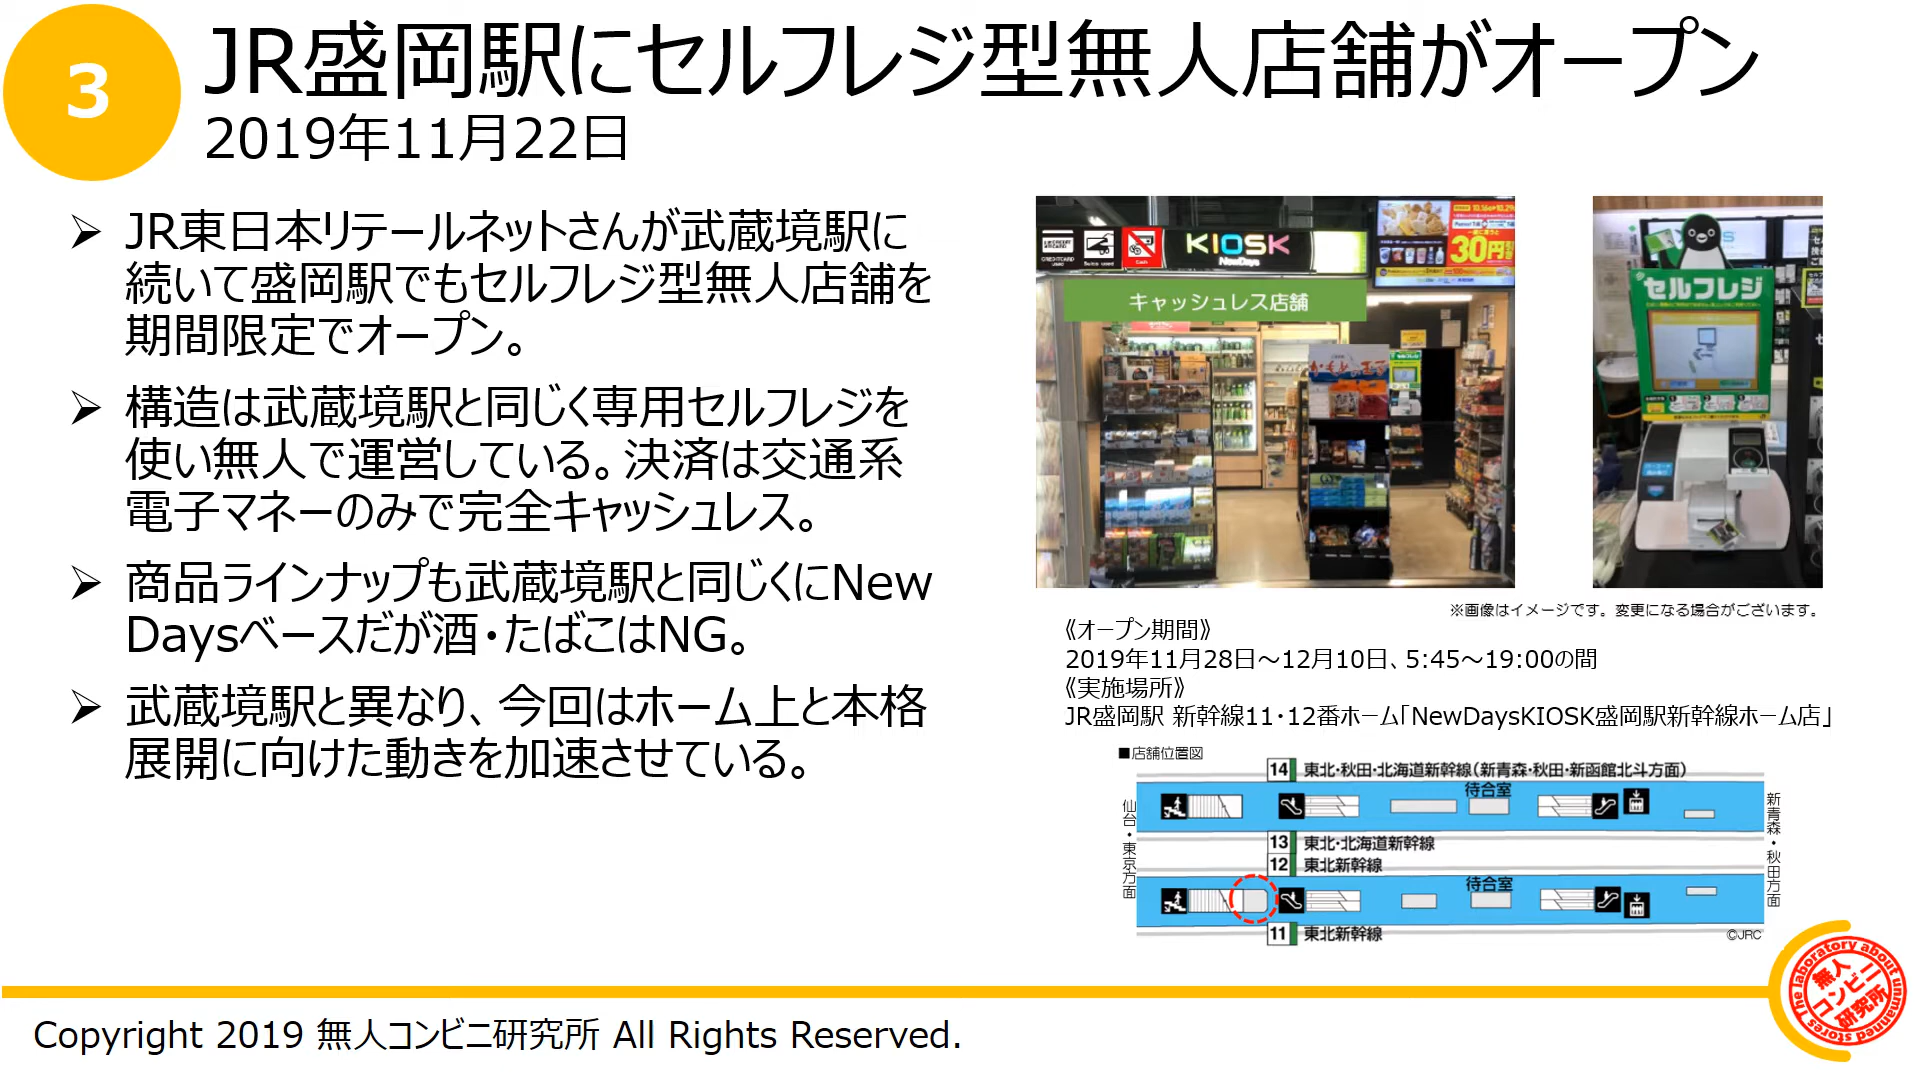 3
JR盛岡駅にセルフレジ型無人店舗がオープン
2019年11月22日
➢ JR東日本リテールネットさんが武蔵境駅に
続いて盛岡駅でもセルフレジ型無人店舗を
期間限定でオープン。
➢ 構造は武蔵境駅と同じく専用セルフレジを
使い無人で運営している。決済は交通系
電子マネーのみで完全キャッシュレス。
➢ 商品ラインナップも武蔵境駅と同じくにNew
Daysベースだが酒・たばこはNG。
➢ 武蔵境駅と異なり、今回はホーム上と本格
展開に向けた動きを加速させている。
KIOSK
NewDays
30円
キャッシュレス店舗
セルフレジ
※画像はイメージです。変更になる場合がございます。
《オープン期間》
2019年11月28日～12月10日、5:45～19:00の間
《実施場所》
JR盛岡駅 新幹線11・12番ホーム「NewDaysKIOSK盛岡駅新幹線ホーム店」
■店舗位置図
14 東北・秋田・北海道新幹線（新青森・秋田・新函館北斗方面）
待合室
仙台・東京方面
新青森・秋田方面
13 東北・北海道新幹線
12 東北新幹線
待合室
11 東北新幹線
©JRC
The laboratory about unmanned stores
無人
コンビニ
研究所
Copyright 2019 無人コンビニ研究所 All Rights Reserved.